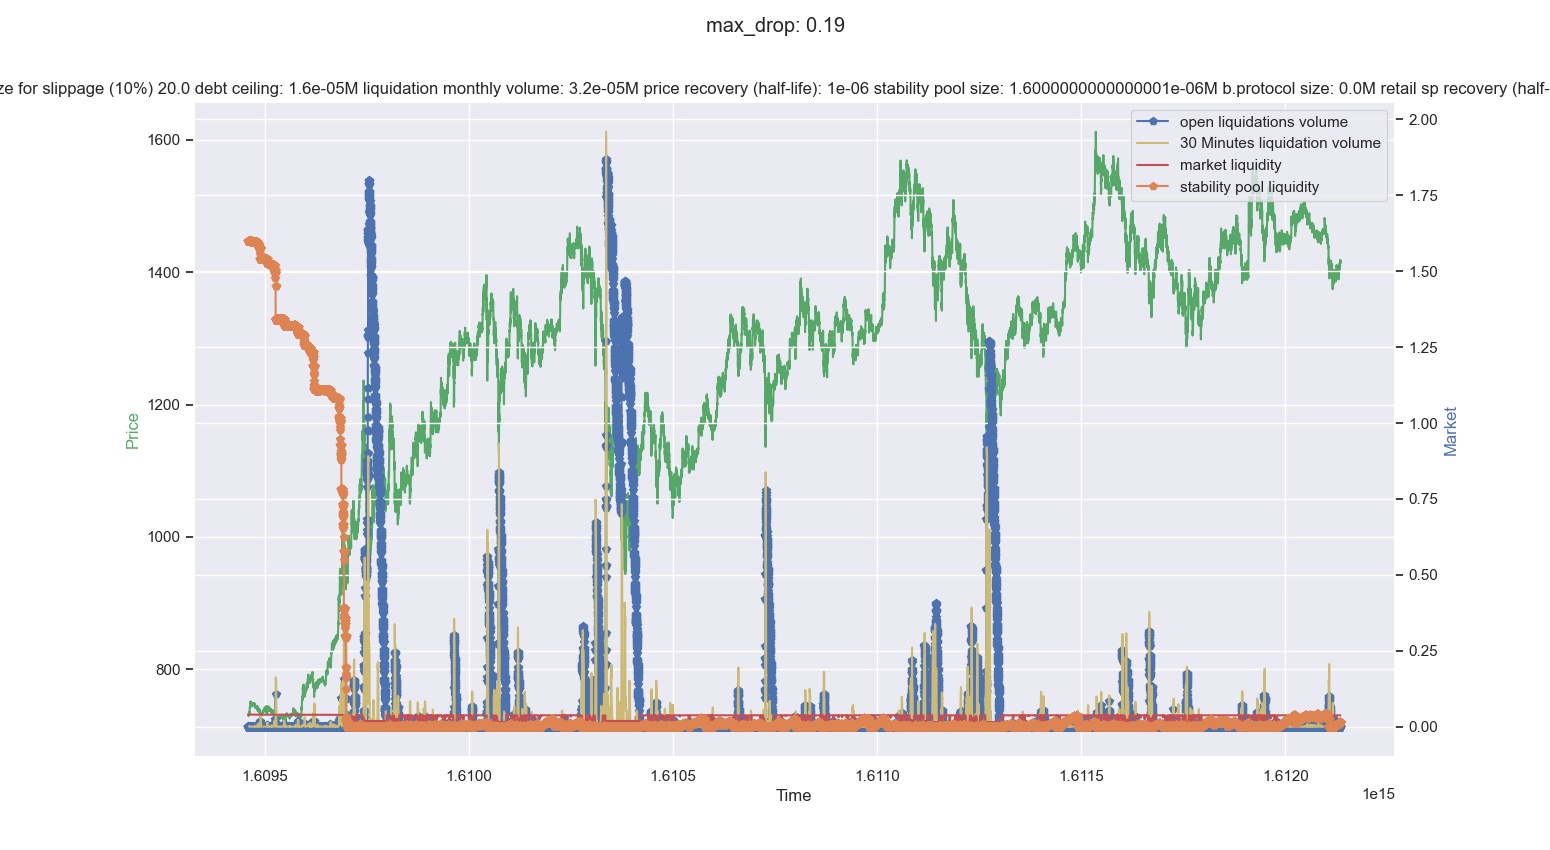 max_drop: 0.19
ze for slippage (10%) 20.0 debt ceiling: 1.6e-05M liquidation monthly volume: 3.2e-05M price recovery (half-life): 1e-06 stability pool size: 1.6000000000000001e-06M b.protocol size: 0.0M retail sp recovery (half-
open liquidations volume
30 Minutes liquidation volume
market liquidity
stability pool liquidity
1600
1400
1200
1000
800
Price
2.00
1.75
1.50
1.25
1.00
0.75
0.50
0.25
0.00
Market
1.6095
1.6100
1.6105
1.6110
1.6115
1.6120
1e15
Time